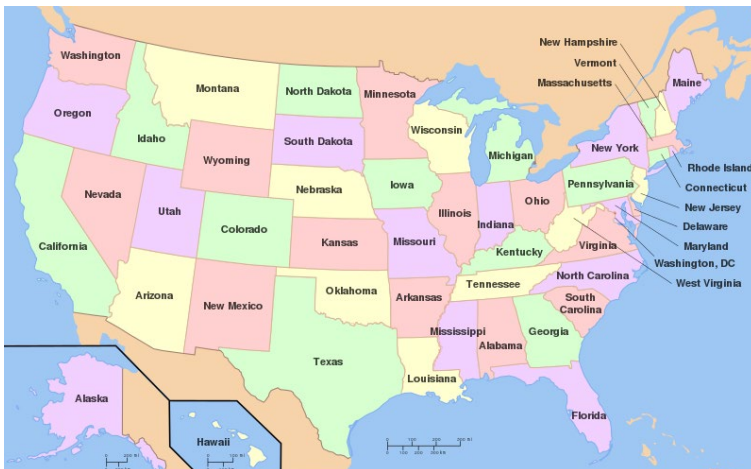 New Hampshire
Vermont
Massachusetts
Washington
Montana
North Dakota
Minnesota
Maine
Oregon
Idaho
Wisconsin
South Dakota
Michigan
New York
Wyoming
Rhode Island
Connecticut
Nevada
Nebraska
Iowa
Pennsylvania
New Jersey
Utah
Colorado
Illinois
Indiana
Ohio
Delaware
California
Kansas
Missouri
Kentucky
Virginia
Maryland
Washington, DC
West Virginia
Arizona
New Mexico
Oklahoma
Arkansas
Tennessee
North Carolina
South
Carolina
Texas
Mississippi
Alabama
Georgia
Louisiana
Alaska
Hawaii
Florida